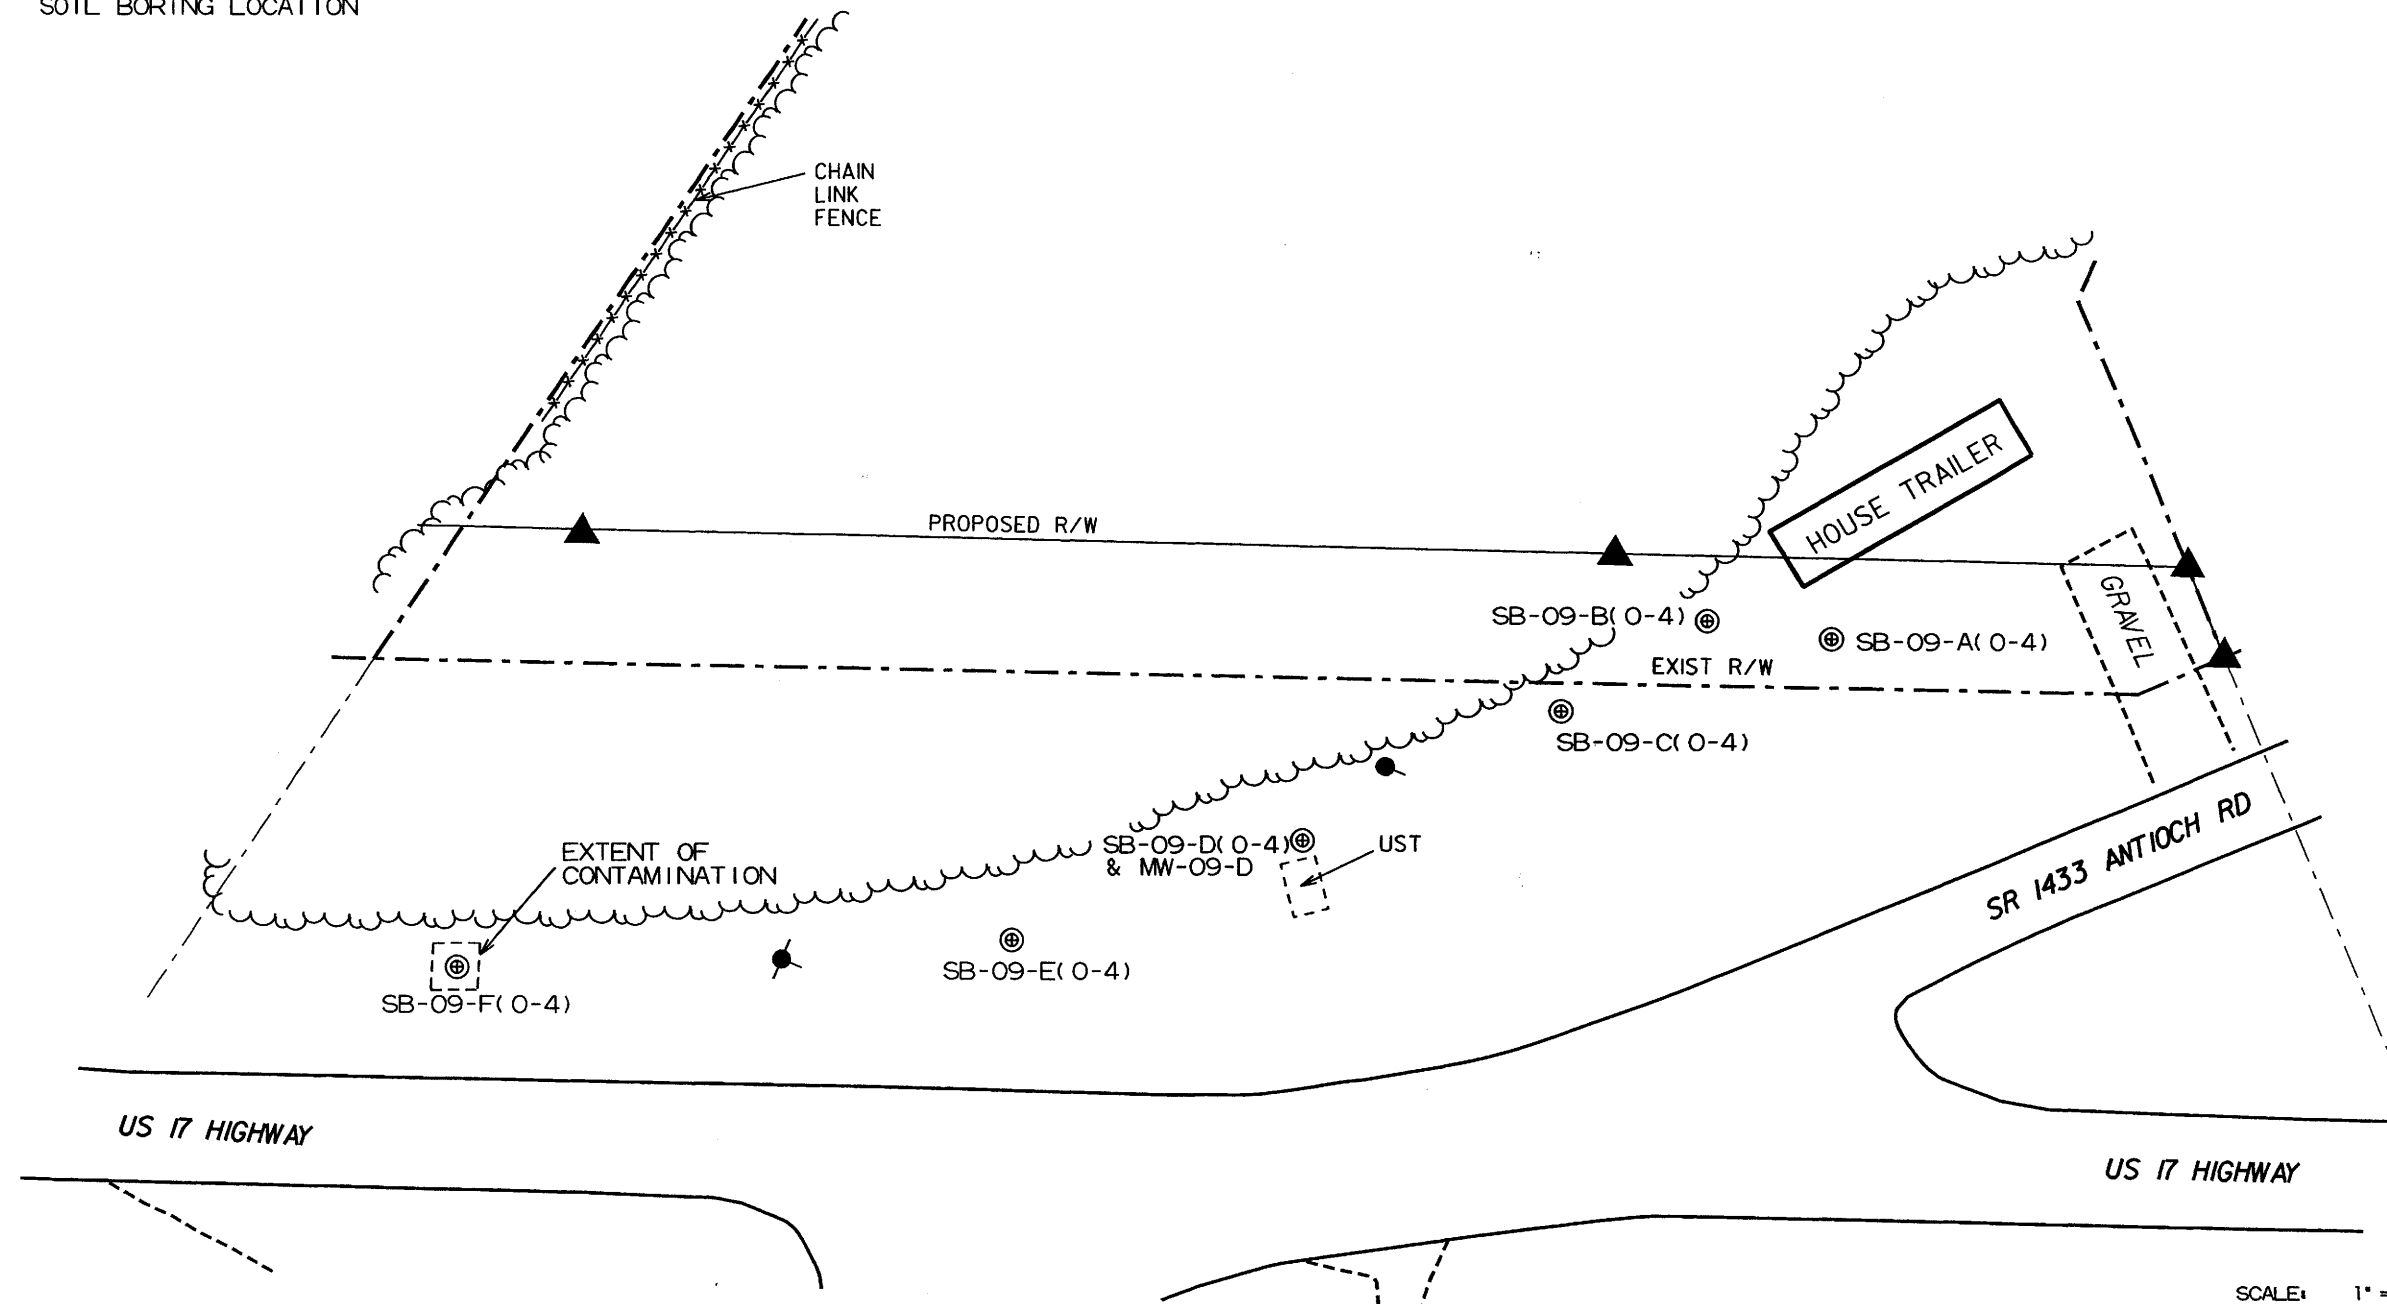 SOIL BORING LOCATION
CHAIN
LINK
FENCE
HOUSE TRAILER
PROPOSED R/W
GRAVEL
SB-09-B(0-4)
SB-09-A(0-4)
EXIST R/W
SB-09-C(0-4)
SR 1433 ANTIOCH RD
EXTENT OF
CONTAMINATION
SB-09-D(0-4)
& MW-09-D
UST
SB-09-E(0-4)
SB-09-F(0-4)
US 17 HIGHWAY
US 17 HIGHWAY
SCALE: 1" =